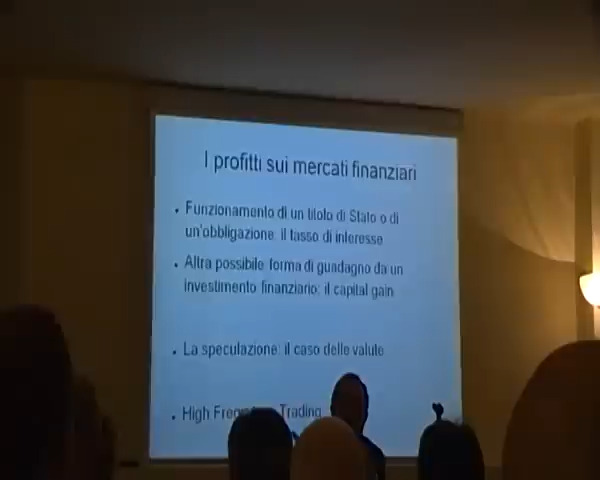 I profitti sui mercati finanziari
• Funzionamento di un titolo di Stato o di
un'obbligazione: il tasso di interesse
• Altra possibile forma di guadagno da un
investimento finanziario: il capital gain
• La speculazione: il caso delle valute
• High Trading